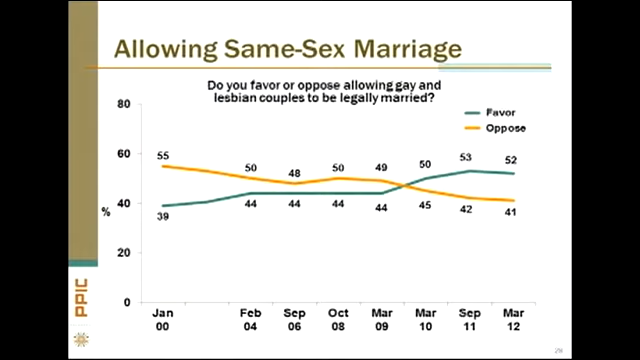 Allowing Same-Sex Marriage
Do you favor or oppose allowing gay and
lesbian couples to be legally married?
80
Favor
Oppose
55
50
48
50
49
50
53
52
60
%
40
39
44
44
44
44
45
42
41
20
0
Jan Feb Sep Oct Mar Mar Sep Mar
00 04 06 08 09 10 11 12
PPIC